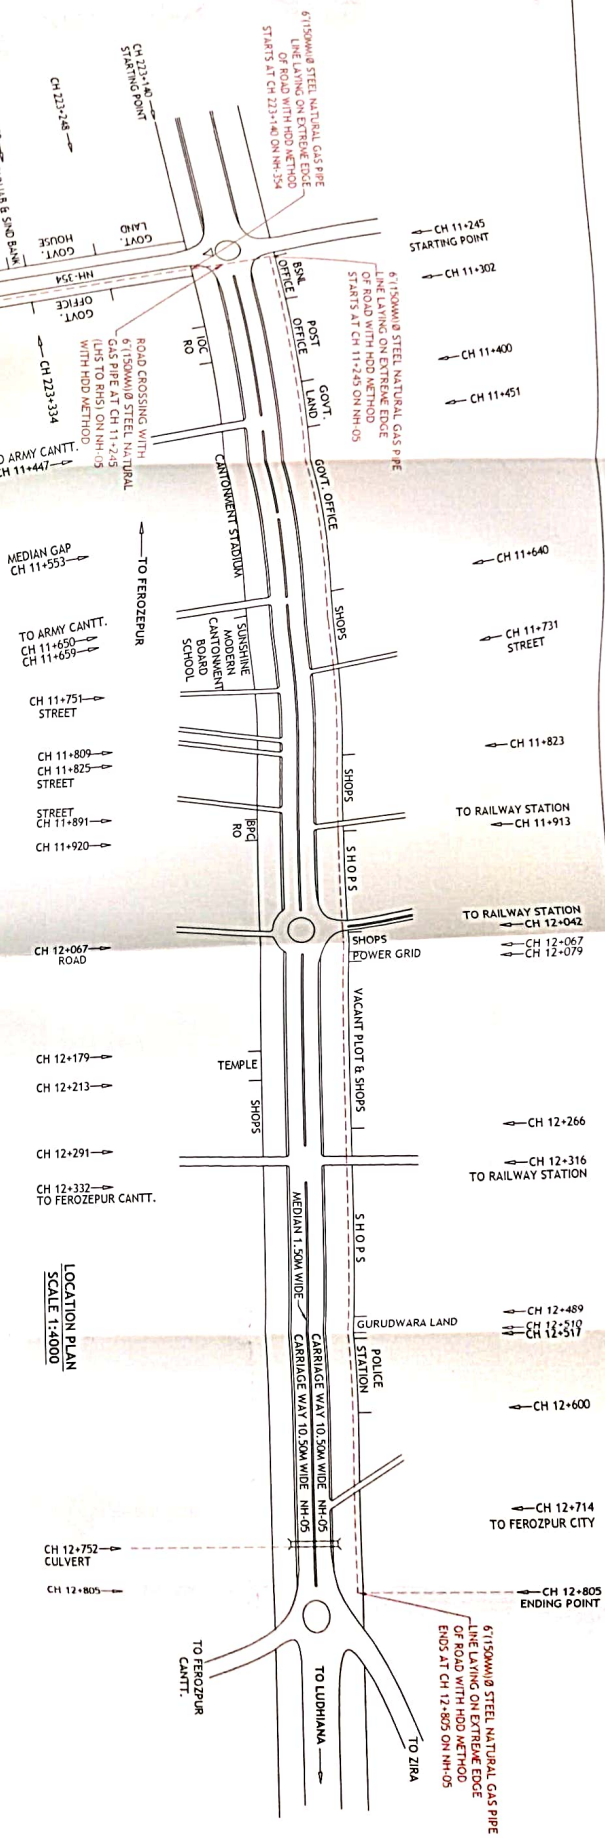 6"(150MM)Ø STEEL NATURAL GAS PIPE
LINE LAYING ON EXTREME EDGE
OF ROAD WITH HDD METHOD
STARTS AT CH 223+140 ON NH-354
CH 223+140
STARTING POINT
CH 223+248
& SIND BANK
GOVT.
LAND
GOVT.
HOUSE
NH-354
GOVT.
OFFICE
CH 223+334
CH 11+245
STARTING POINT
CH 11+302
6"(150MM)Ø STEEL NATURAL GAS PIPE
LINE LAYING ON EXTREME EDGE
OF ROAD WITH HDD METHOD
STARTS AT CH 11+245 ON NH-05
BSNL
OFFICE
POST
OFFICE
CH 11+400
GOVT.
LAND
CH 11+451
IOC
RO
ROAD CROSSING WITH
6"(150MM)Ø STEEL NATURAL
GAS PIPE AT CH 11+245
(LHS TO RHS) ON NH-05
WITH HDD METHOD
ARMY CANTT.
CH 11+447
CANTONMENT STADIUM
GOVT. OFFICE
TO FEROZEPUR
MEDIAN GAP
CH 11+553
CH 11+640
SHOPS
TO ARMY CANTT.
CH 11+650
CH 11+659
SUNSHINE
MODERN
CANTONMENT
BOARD
SCHOOL
CH 11+731
STREET
CH 11+751
STREET
CH 11+809
CH 11+825
STREET
CH 11+823
SHOPS
STREET
CH 11+891
CH 11+920
BPC
RO
TO RAILWAY STATION
CH 11+913
SHOPS
TO RAILWAY STATION
CH 12+042
CH 12+067
CH 12+079
CH 12+067
ROAD
SHOPS
POWER GRID
VACANT PLOT & SHOPS
CH 12+179
TEMPLE
CH 12+213
SHOPS
CH 12+266
CH 12+291
CH 12+316
TO RAILWAY STATION
CH 12+332
TO FEROZEPUR CANTT.
SHOPS
MEDIAN 1.50M WIDE
LOCATION PLAN
SCALE 1:4000
CH 12+489
CH 12+510
CH 12+517
GURUDWARA LAND
POLICE
STATION
CARRIAGE WAY 10.50M WIDE NH-05
CARRIAGE WAY 10.50M WIDE NH-05
CH 12+600
CH 12+714
TO FEROZPUR CITY
CH 12+752
CULVERT
CH 12+805
CH 12+805
ENDING POINT
6"(150MM)Ø STEEL NATURAL GAS PIPE
LINE LAYING ON EXTREME EDGE
OF ROAD WITH HDD METHOD
ENDS AT CH 12+805 ON NH-05
TO FEROZPUR
CANTT.
TO LUDHIANA
TO ZIRA